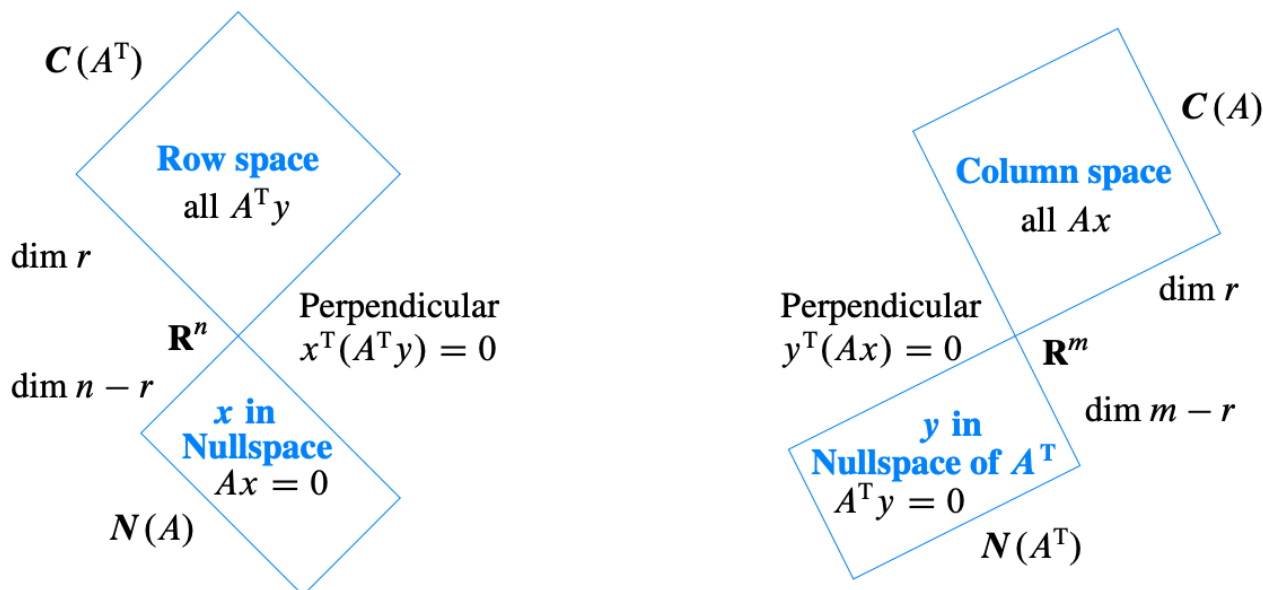 C(Aᵀ)
Row space
all Aᵀy
dim r
Perpendicular
xᵀ(Aᵀy) = 0
Rⁿ
dim n − r
x in
Nullspace
Ax = 0
N(A)
C(A)
Column space
all Ax
dim r
Perpendicular
yᵀ(Ax) = 0
Rᵐ
dim m − r
y in
Nullspace of Aᵀ
Aᵀy = 0
N(Aᵀ)